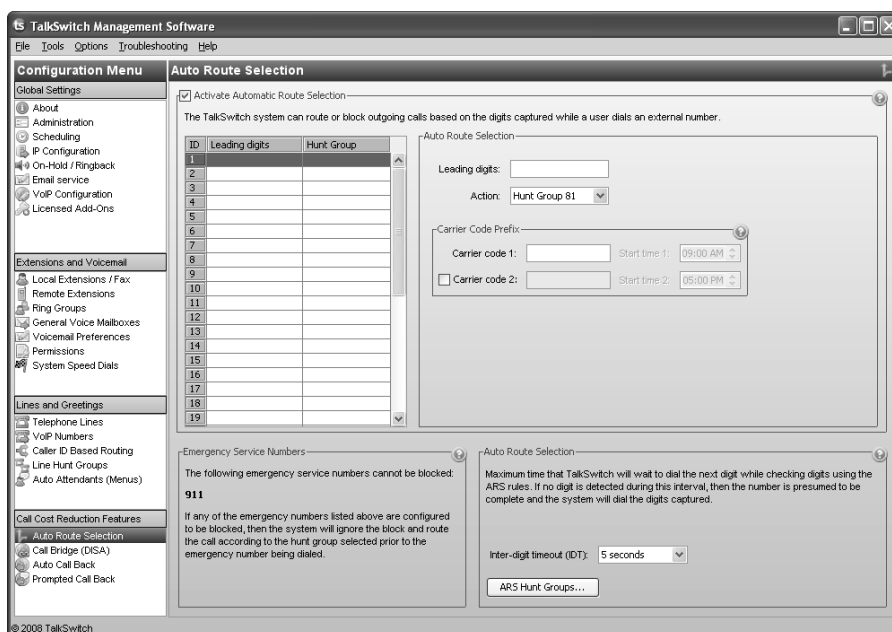 ts TalkSwitch Management Software
File Tools Options Troubleshooting Help
Configuration Menu
Global Settings
About
Administration
Scheduling
IP Configuration
On-Hold / Ringback
Email service
VoIP Configuration
Licensed Add-Ons
Extensions and Voicemail
Local Extensions / Fax
Remote Extensions
Ring Groups
General Voice Mailboxes
Voicemail Preferences
Permissions
System Speed Dials
Lines and Greetings
Telephone Lines
VoIP Numbers
Caller ID Based Routing
Line Hunt Groups
Auto Attendants (Menus)
Call Cost Reduction Features
Auto Route Selection
Call Bridge (DISA)
Auto Call Back
Prompted Call Back
Auto Route Selection
Activate Automatic Route Selection
The TalkSwitch system can route or block outgoing calls based on the digits captured while a user dials an external number.
ID Leading digits Hunt Group
1
2
3
4
5
6
7
8
9
10
11
12
13
14
15
16
17
18
19
Auto Route Selection
Leading digits:
Action: Hunt Group 81
Carrier Code Prefix
Carrier code 1: Start time 1: 09:00 AM
Carrier code 2: Start time 2: 05:00 PM
Emergency Service Numbers
The following emergency service numbers cannot be blocked:
911
If any of the emergency numbers listed above are configured
to be blocked, then the system will ignore the block and route
the call according to the hunt group selected prior to the
emergency number being dialed.
Auto Route Selection
Maximum time that TalkSwitch will wait to dial the next digit while checking digits using the
ARS rules. If no digit is detected during this interval, then the number is presumed to be
complete and the system will dial the digits captured.
Inter-digit timeout (IDT): 5 seconds
ARS Hunt Groups...
© 2008 TalkSwitch